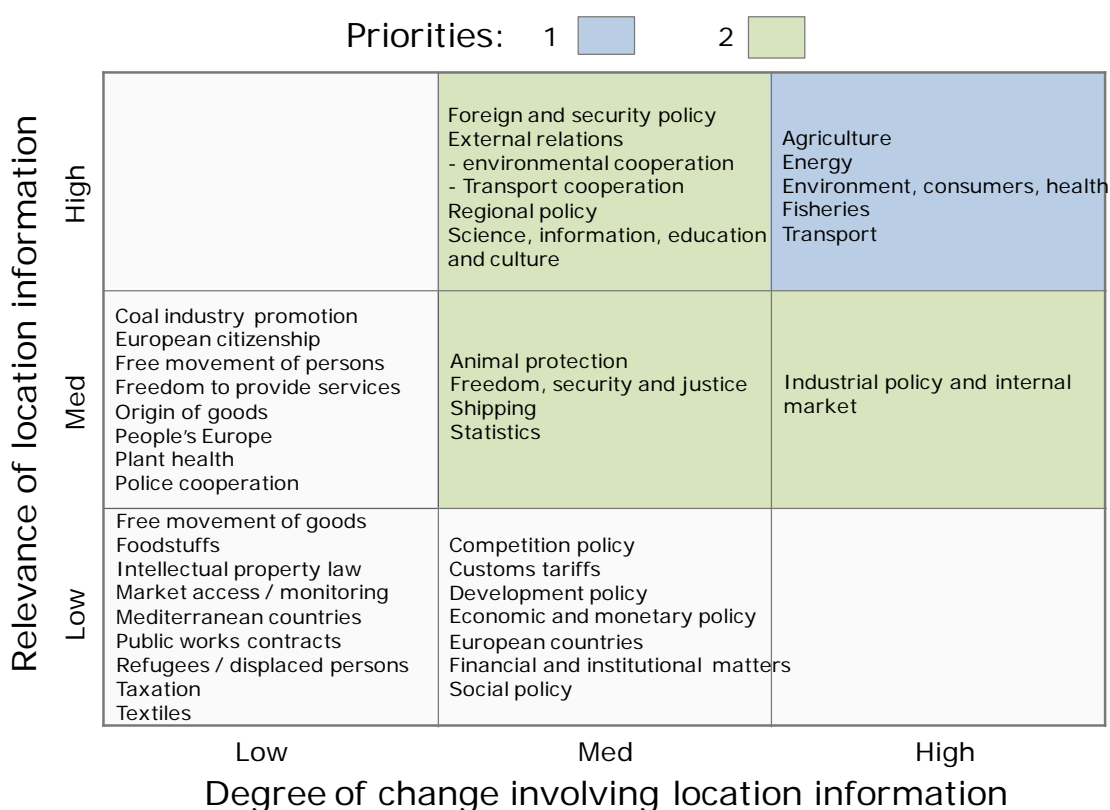 Priorities: 1 2
Relevance of location information
High
Foreign and security policy
External relations
- environmental cooperation
- Transport cooperation
Regional policy
Science, information, education
and culture
Agriculture
Energy
Environment, consumers, health
Fisheries
Transport
Med
Coal industry promotion
European citizenship
Free movement of persons
Freedom to provide services
Origin of goods
People's Europe
Plant health
Police cooperation
Animal protection
Freedom, security and justice
Shipping
Statistics
Industrial policy and internal
market
Low
Free movement of goods
Foodstuffs
Intellectual property law
Market access / monitoring
Mediterranean countries
Public works contracts
Refugees / displaced persons
Taxation
Textiles
Competition policy
Customs tariffs
Development policy
Economic and monetary policy
European countries
Financial and institutional matters
Social policy
Low Med High
Degree of change involving location information